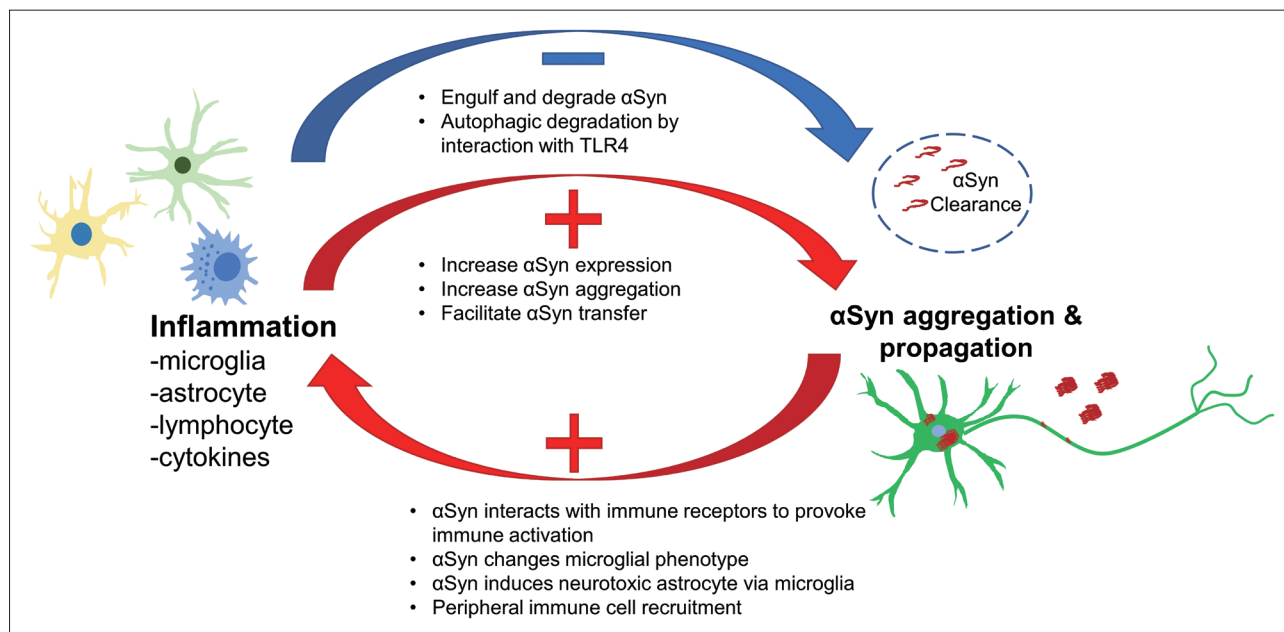 • Engulf and degrade αSyn
• Autophagic degradation by
interaction with TLR4
αSyn
Clearance
• Increase αSyn expression
• Increase αSyn aggregation
• Facilitate αSyn transfer
Inflammation
-microglia
-astrocyte
-lymphocyte
-cytokines
αSyn aggregation &
propagation
• αSyn interacts with immune receptors to provoke
immune activation
• αSyn changes microglial phenotype
• αSyn induces neurotoxic astrocyte via microglia
• Peripheral immune cell recruitment